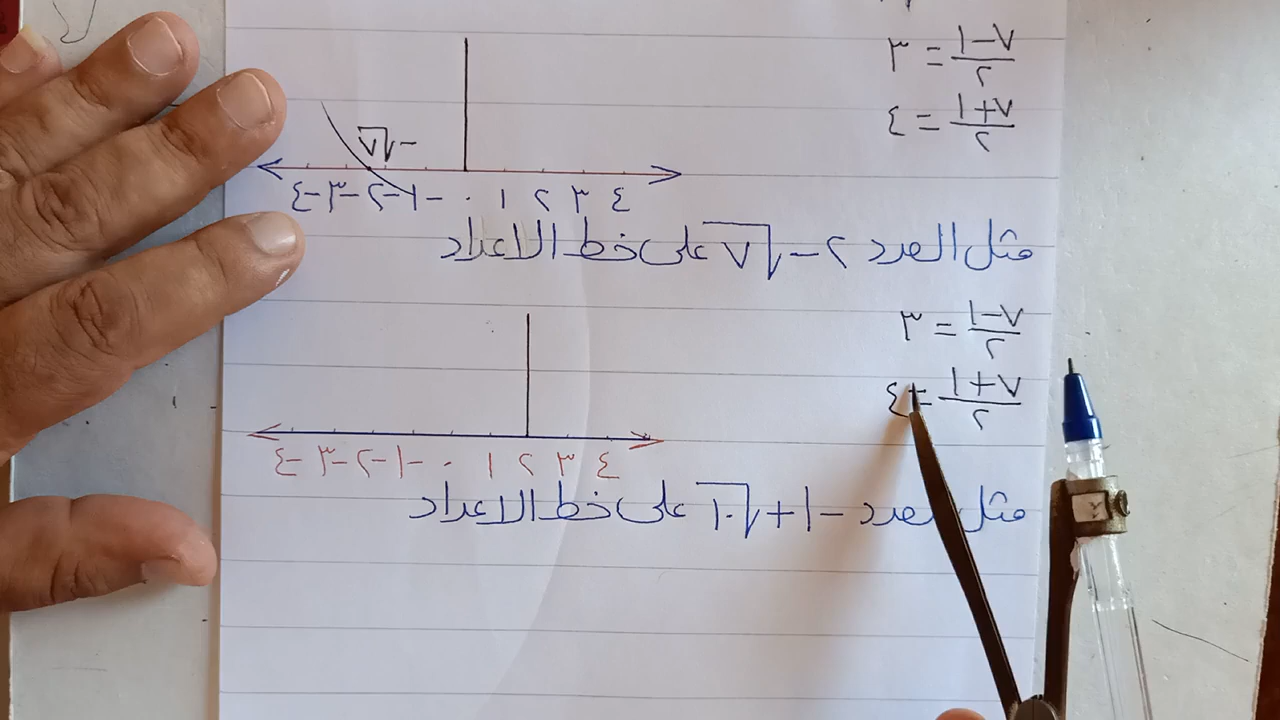 (٧-١)/٢ = ٣
(٧+١)/٢ = ٤
-√٧
-٤ -٣ -٢ -١ ٠ ١ ٢ ٣ ٤
مثل العدد ٢ - √٧ على خط الاعداد
(٧-١)/٢ = ٣
(٧+١)/٢ = ٤
-٤ -٣ -٢ -١ ٠ ١ ٢ ٣ ٤
مثل العدد -١+√١٠ على خط الاعداد